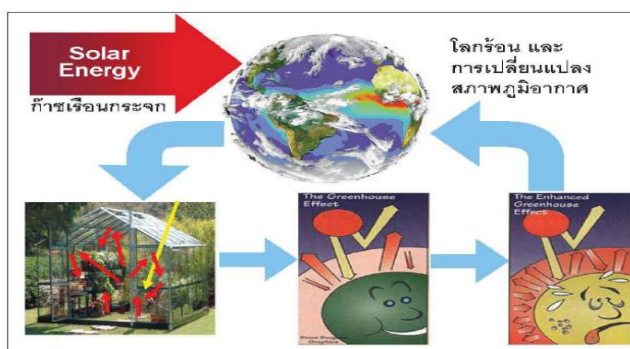 Solar
Energy
ก๊าซเรือนกระจก
โลกร้อน และ
การเปลี่ยนแปลง
สภาพภูมิอากาศ
The Greenhouse
Effect
The Enhanced
Greenhouse
Effect